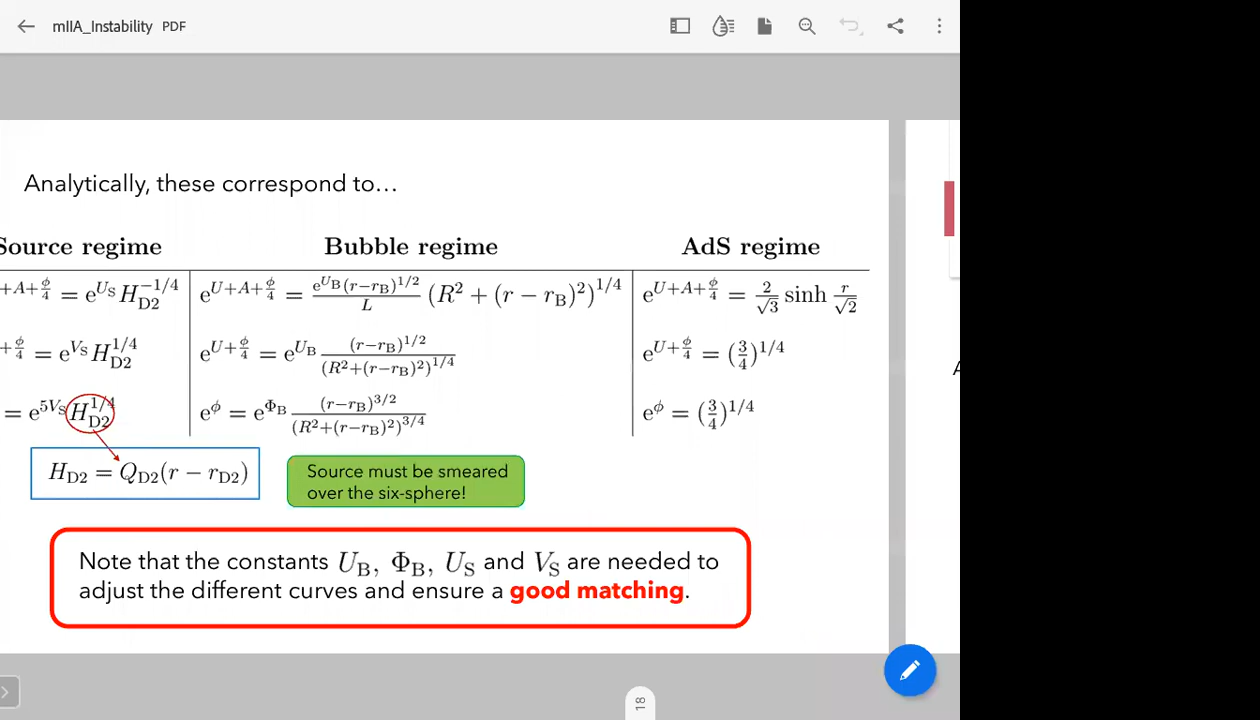 mIIA_Instability PDF
Analytically, these correspond to…
Source regime Bubble regime AdS regime
+A+ϕ/4 = e^{U_S} H_{D2}^{-1/4} e^{U+A+ϕ/4} = e^{U_B}(r−r_B)^{1/2}/L (R² + (r − r_B)²)^{1/4} e^{U+A+ϕ/4} = 2/√3 sinh r/√2
+ϕ/4 = e^{V_S} H_{D2}^{1/4} e^{U+ϕ/4} = e^{U_B} (r−r_B)^{1/2}/(R²+(r−r_B)²)^{1/4} e^{U+ϕ/4} = (3/4)^{1/4}
= e^{5V_S} H_{D2}^{1/4} e^ϕ = e^{Φ_B} (r−r_B)^{3/2}/(R²+(r−r_B)²)^{3/4} e^ϕ = (3/4)^{1/4}
H_{D2} = Q_{D2}(r − r_{D2})
Source must be smeared
over the six-sphere!
Note that the constants U_B, Φ_B, U_S and V_S are needed to
adjust the different curves and ensure a good matching.
18